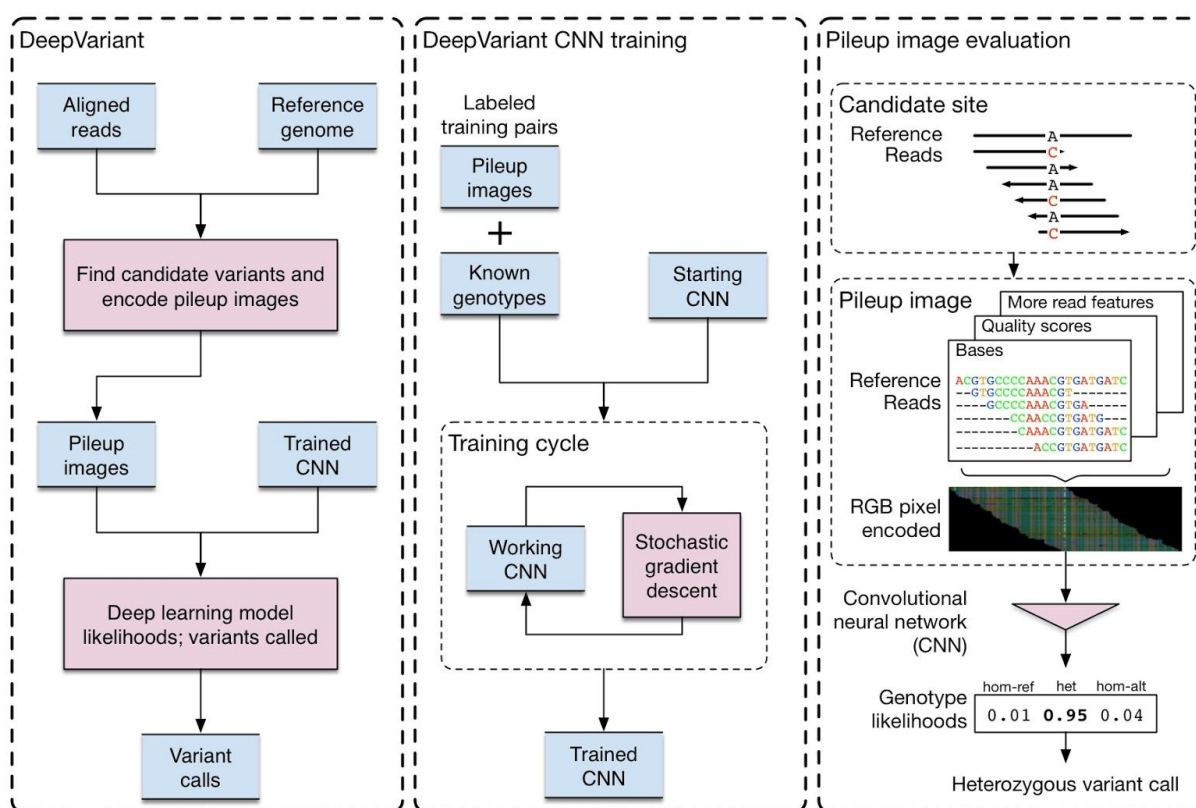 DeepVariant
Aligned
reads
Reference
genome
Find candidate variants and
encode pileup images
Pileup
images
Trained
CNN
Deep learning model
likelihoods; variants called
Variant
calls
DeepVariant CNN training
Labeled
training pairs
Pileup
images
+
Known
genotypes
Starting
CNN
Training cycle
Working
CNN
Stochastic
gradient
descent
Trained
CNN
Pileup image evaluation
Candidate site
Reference
Reads
A
C
A
A
C
A
C
Pileup image
More read features
Quality scores
Bases
Reference
Reads
ACGTGCCCCAAACGTGATGATC
--GTGCCCCAAACGT-------
----GCCCCAAACGTGA-----
-------CCAACCGTGATG---
--------CAAACGTGATGATC
----------ACCGTGATGATC
RGB pixel
encoded
Convolutional
neural network
(CNN)
Genotype
likelihoods
hom-ref het hom-alt
0.01 0.95 0.04
Heterozygous variant call